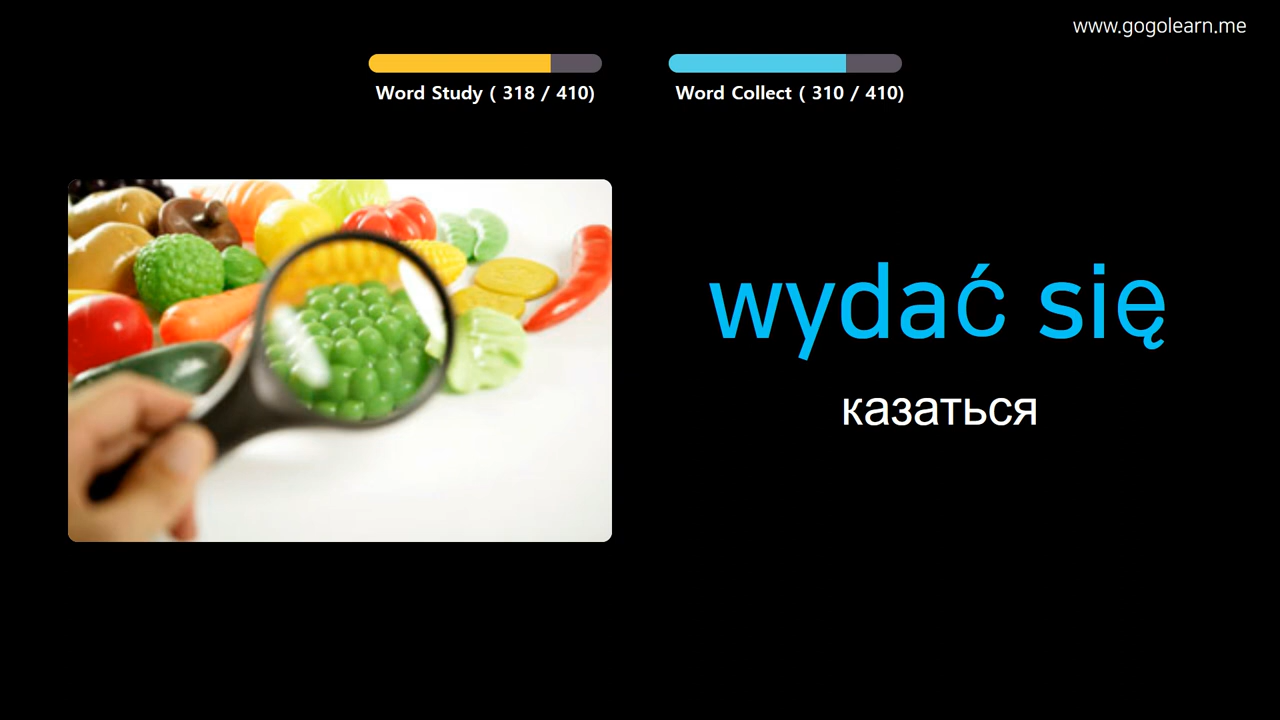 www.gogolearn.me
Word Study ( 318 / 410)
Word Collect ( 310 / 410)
wydać się
казаться